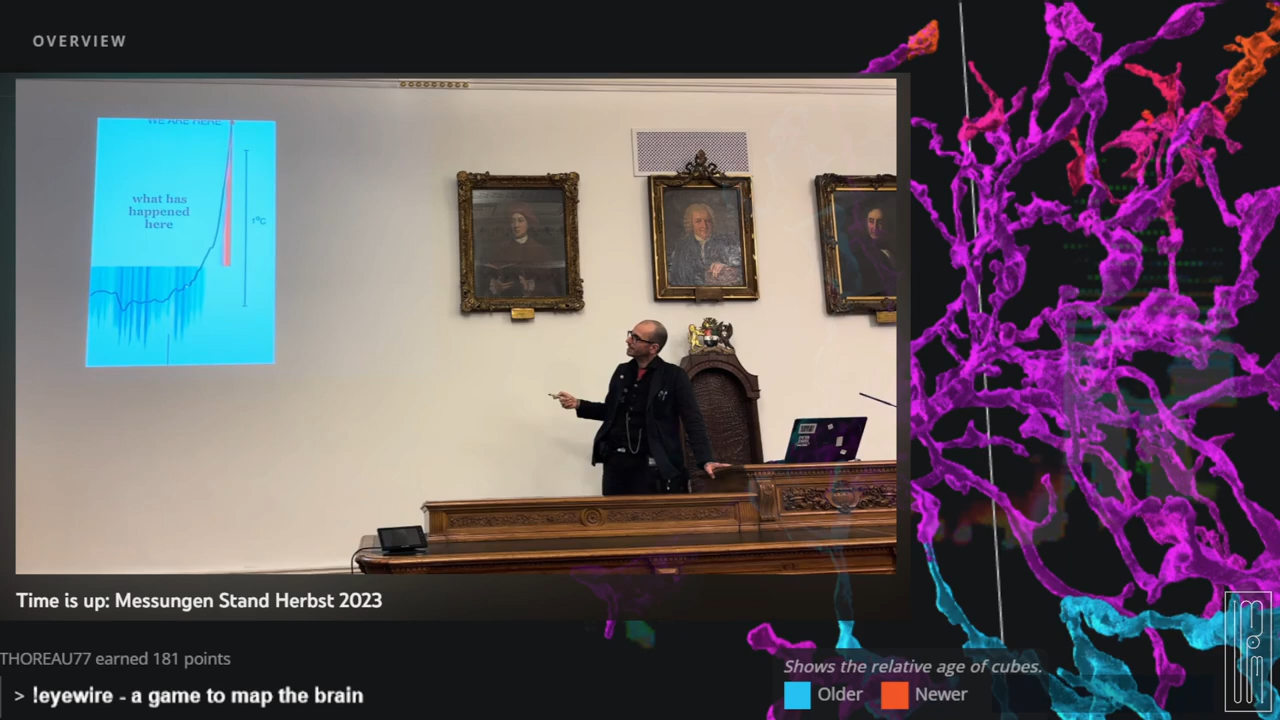 OVERVIEW
WE ARE HERE
what has
happened
here
1°C
Time is up: Messungen Stand Herbst 2023
THOREAU77 earned 181 points
> !eyewire - a game to map the brain
Shows the relative age of cubes.
Older
Newer